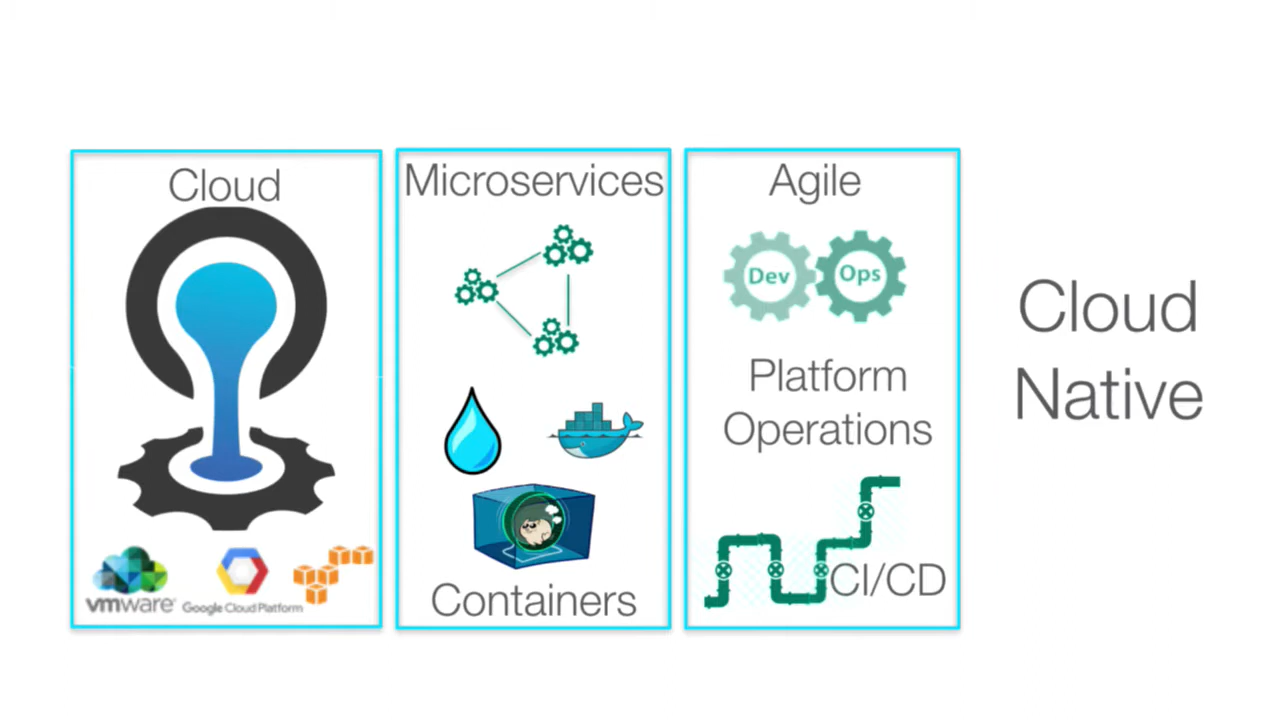 Cloud
vmware
Google Cloud Platform
Microservices
Containers
Agile
Dev
Ops
Platform
Operations
CI/CD
Cloud
Native